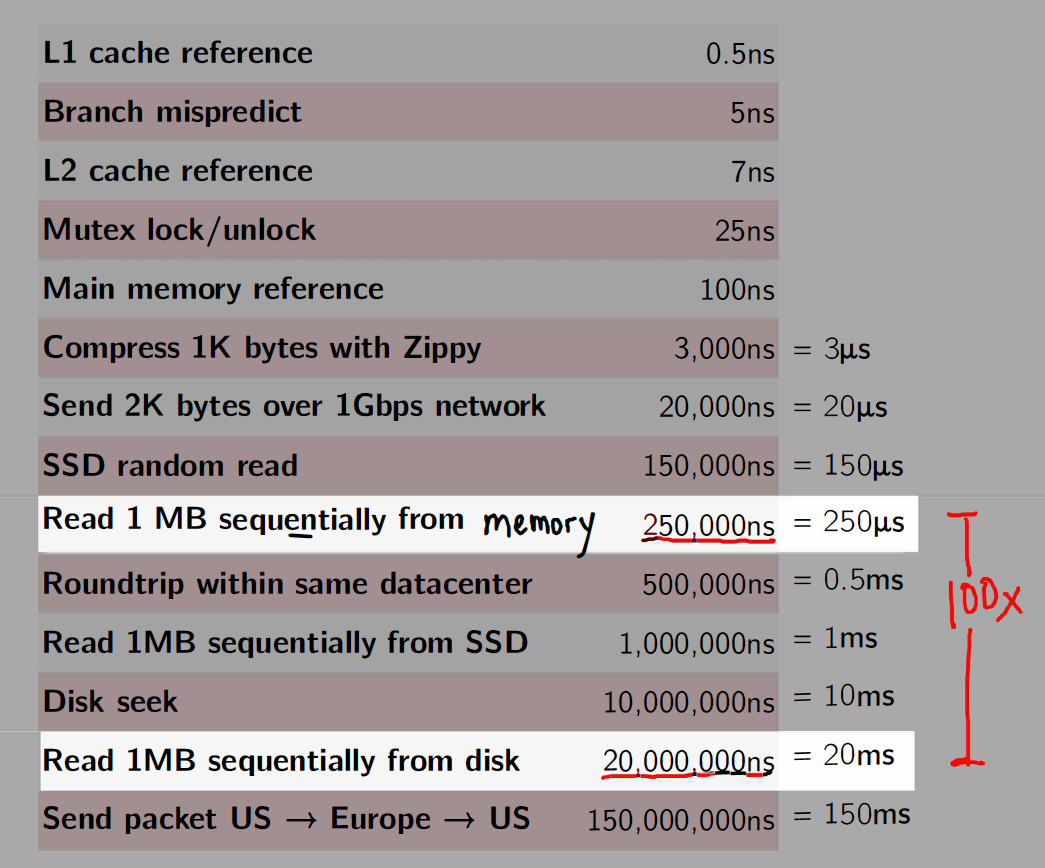 L1 cache reference 0.5ns
Branch mispredict 5ns
L2 cache reference 7ns
Mutex lock/unlock 25ns
Main memory reference 100ns
Compress 1K bytes with Zippy 3,000ns = 3µs
Send 2K bytes over 1Gbps network 20,000ns = 20µs
SSD random read 150,000ns = 150µs
Read 1 MB sequentially from memory 250,000ns = 250µs
Roundtrip within same datacenter 500,000ns = 0.5ms
100x
Read 1MB sequentially from SSD 1,000,000ns = 1ms
Disk seek 10,000,000ns = 10ms
Read 1MB sequentially from disk 20,000,000ns = 20ms
Send packet US → Europe → US 150,000,000ns = 150ms